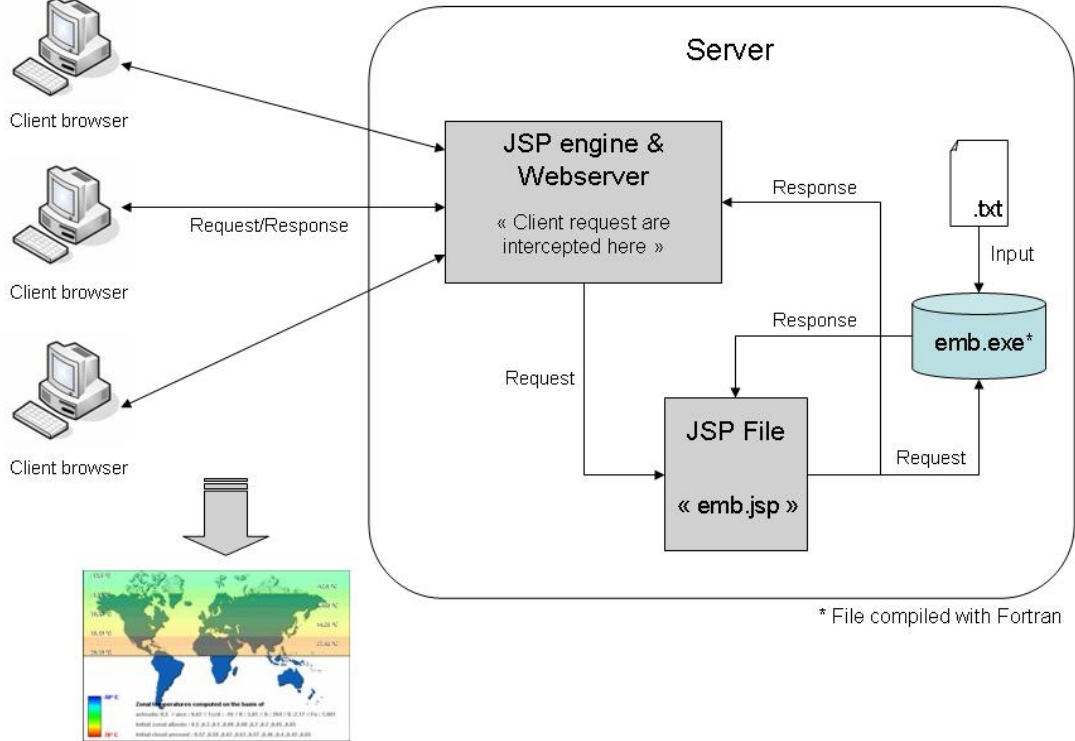 Server
Client browser
JSP engine &
Webserver
« Client request are
intercepted here »
Request/Response
Client browser
Response
.txt
Input
Response
emb.exe*
Request
JSP File
« emb.jsp »
Request
Client browser
* File compiled with Fortran
Zonal temperatures computed on the basis of